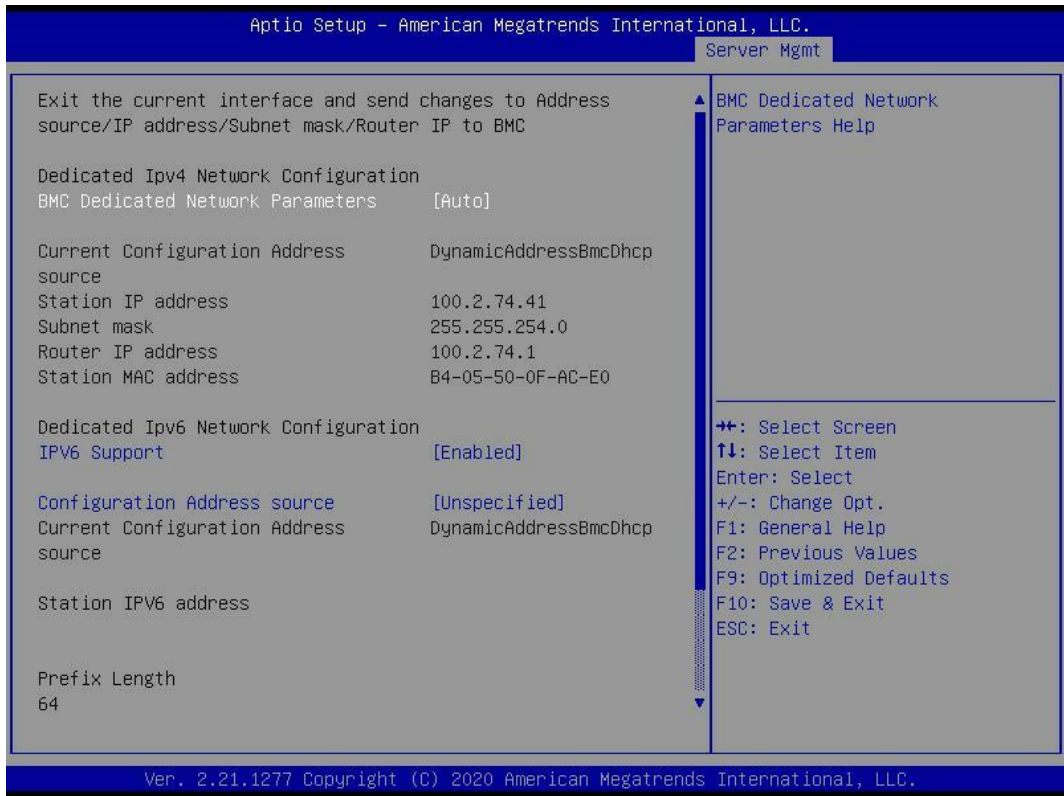 Aptio Setup – American Megatrends International, LLC.
Server Mgmt
Exit the current interface and send changes to Address
source/IP address/Subnet mask/Router IP to BMC
Dedicated Ipv4 Network Configuration
BMC Dedicated Network Parameters [Auto]
Current Configuration Address DynamicAddressBmcDhcp
source
Station IP address 100.2.74.41
Subnet mask 255.255.254.0
Router IP address 100.2.74.1
Station MAC address B4-05-50-0F-AC-E0
Dedicated Ipv6 Network Configuration
IPV6 Support [Enabled]
Configuration Address source [Unspecified]
Current Configuration Address DynamicAddressBmcDhcp
source
Station IPV6 address
Prefix Length
64
BMC Dedicated Network
Parameters Help
→←: Select Screen
↑↓: Select Item
Enter: Select
+/-: Change Opt.
F1: General Help
F2: Previous Values
F9: Optimized Defaults
F10: Save & Exit
ESC: Exit
Ver. 2.21.1277 Copyright (C) 2020 American Megatrends International, LLC.